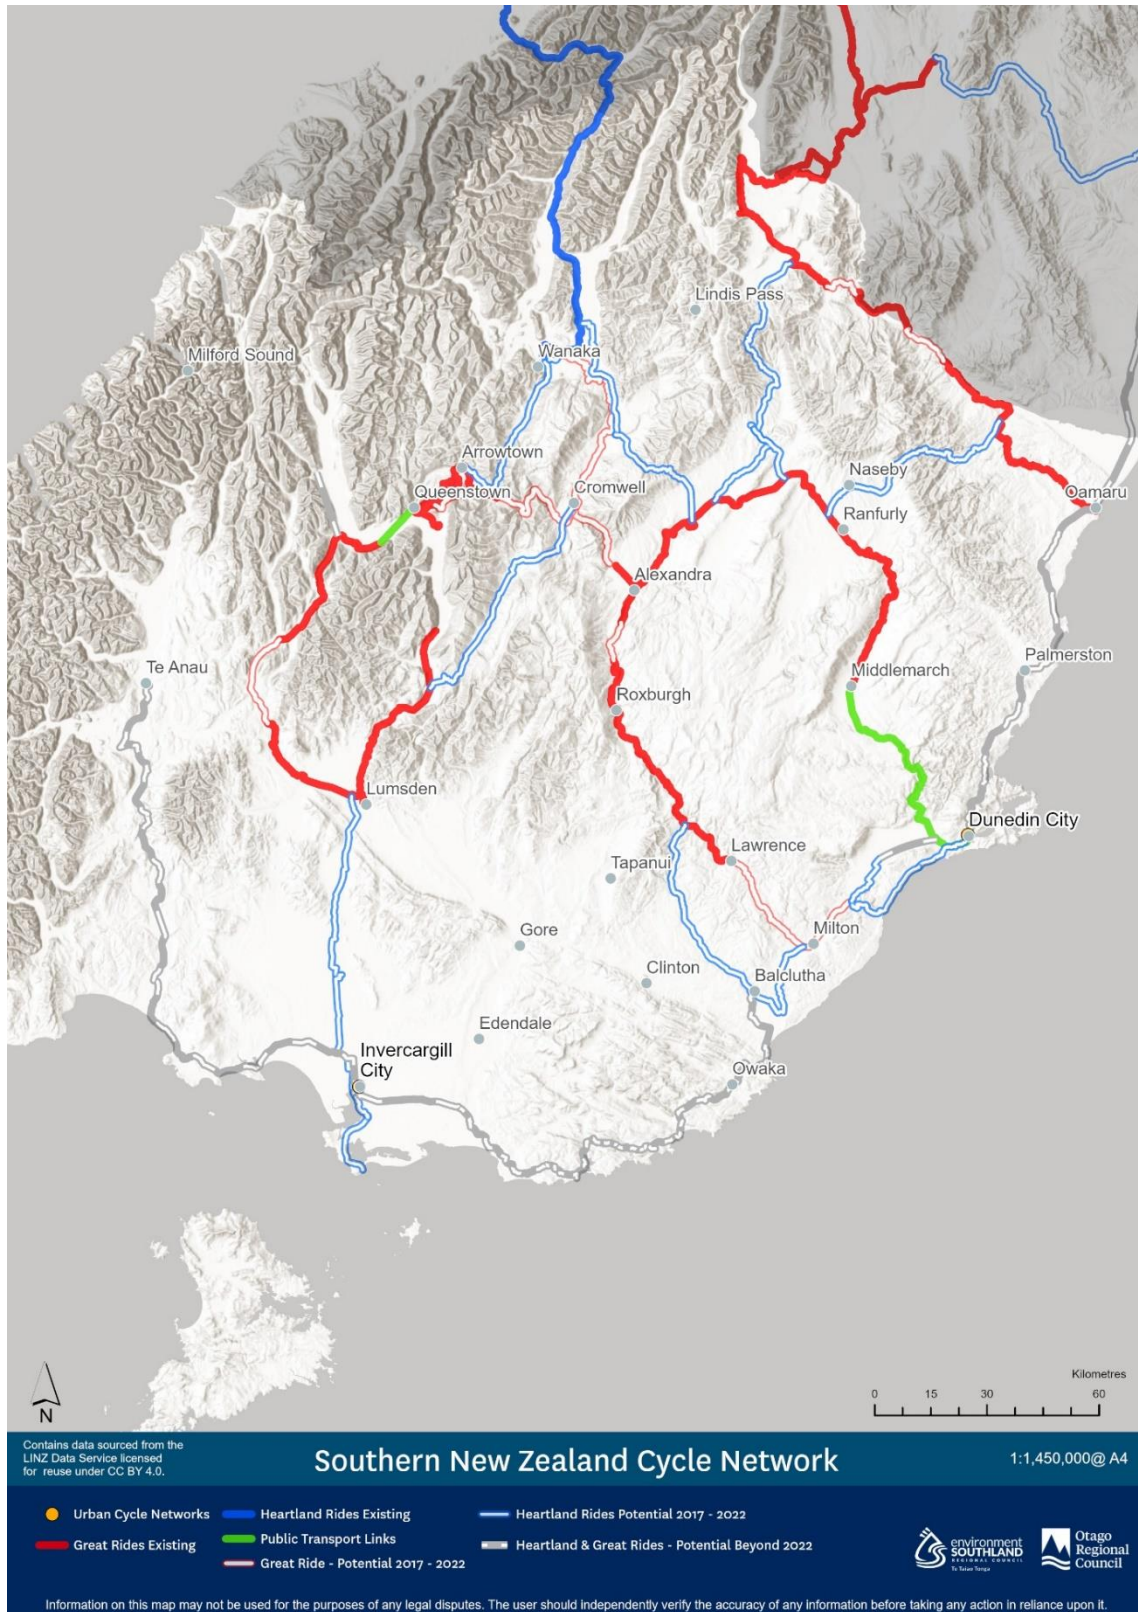 Lindis Pass
Milford Sound
Wanaka
Arrowtown
Naseby
Queenstown
Cromwell
Oamaru
Ranfurly
Alexandra
Te Anau
Palmerston
Middlemarch
Roxburgh
Lumsden
Dunedin City
Lawrence
Tapanui
Gore
Milton
Clinton
Balclutha
Edendale
Invercargill
City
Owaka
Kilometres
0 15 30 60
N
Contains data sourced from the
LINZ Data Service licensed
for reuse under CC BY 4.0.
Southern New Zealand Cycle Network
1:1,450,000@ A4
Urban Cycle Networks
Great Rides Existing
Heartland Rides Existing
Public Transport Links
Great Ride - Potential 2017 - 2022
Heartland Rides Potential 2017 - 2022
Heartland & Great Rides - Potential Beyond 2022
environment
SOUTHLAND
REGIONAL COUNCIL
Te Taiao Tonga
Otago
Regional
Council
Information on this map may not be used for the purposes of any legal disputes. The user should independently verify the accuracy of any information before taking any action in reliance upon it.